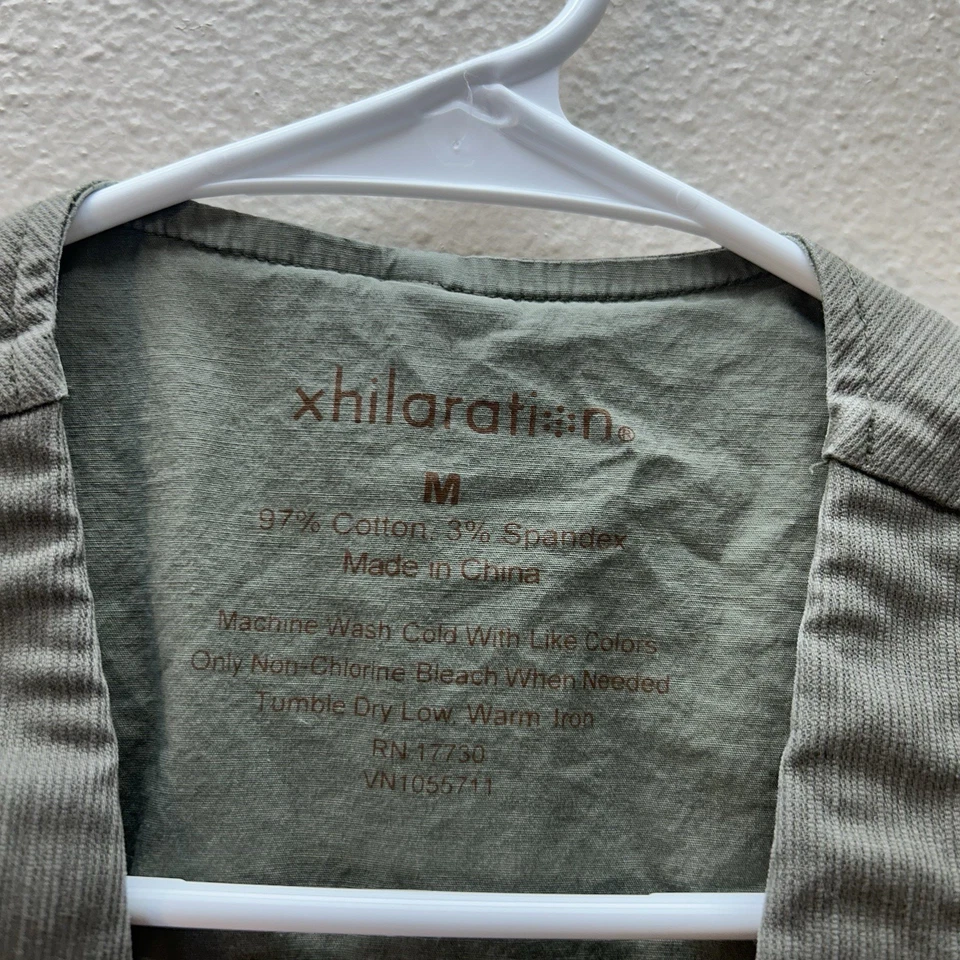 xhilaration®
M
97% Cotton, 3% Spandex
Made in China
Machine Wash Cold With Like Colors
Only Non-Chlorine Bleach When Needed
Tumble Dry Low, Warm Iron
RN 17730
VN1055711